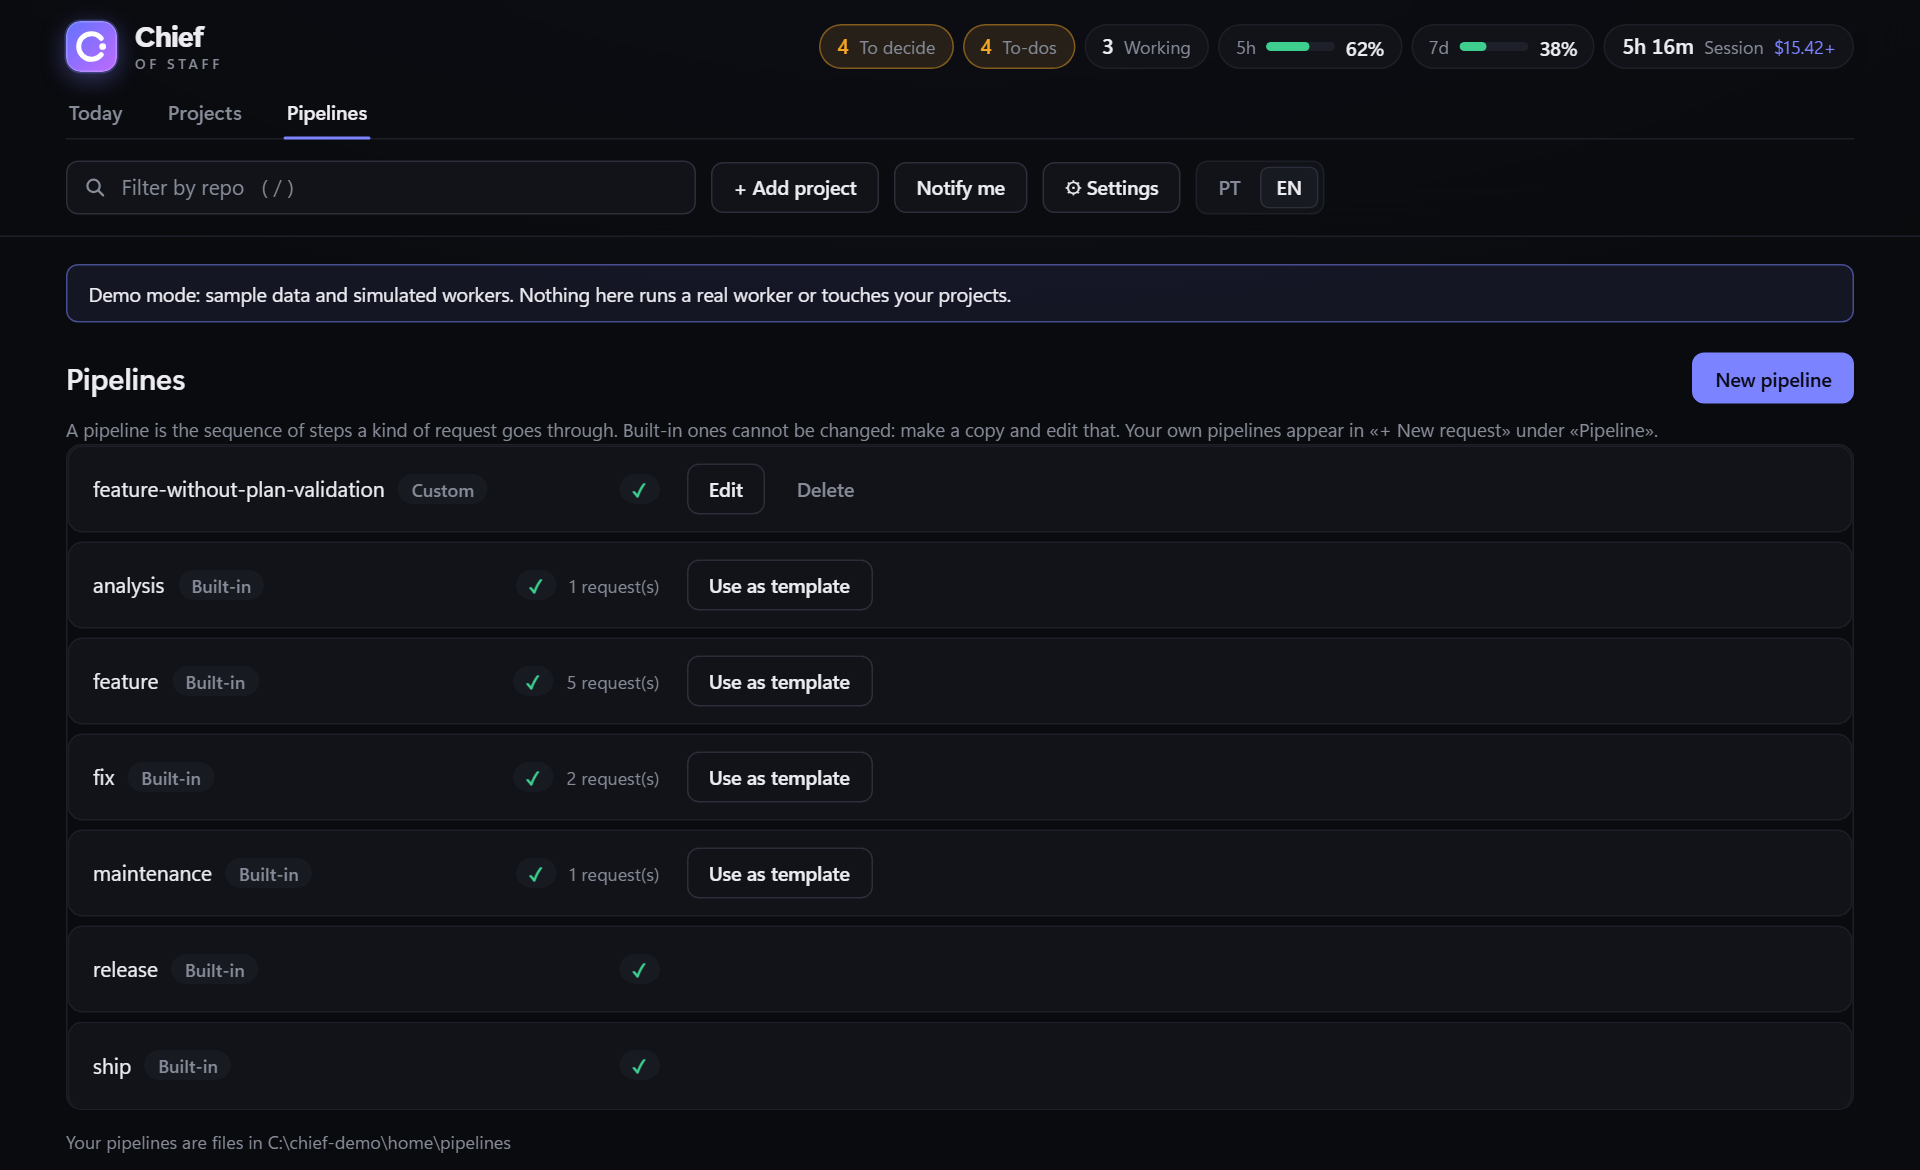 Chief
OF STAFF
4 To decide
4 To-dos
3 Working
5h 62%
7d 38%
5h 16m Session $15.42+
Today
Projects
Pipelines
Filter by repo ( / )
+ Add project
Notify me
⚙ Settings
PT
EN
Demo mode: sample data and simulated workers. Nothing here runs a real worker or touches your projects.
Pipelines
New pipeline
A pipeline is the sequence of steps a kind of request goes through. Built-in ones cannot be changed: make a copy and edit that. Your own pipelines appear in «+ New request» under «Pipeline».
feature-without-plan-validation Custom ✓ Edit Delete
analysis Built-in ✓ 1 request(s) Use as template
feature Built-in ✓ 5 request(s) Use as template
fix Built-in ✓ 2 request(s) Use as template
maintenance Built-in ✓ 1 request(s) Use as template
release Built-in ✓
ship Built-in ✓
Your pipelines are files in C:\chief-demo\home\pipelines